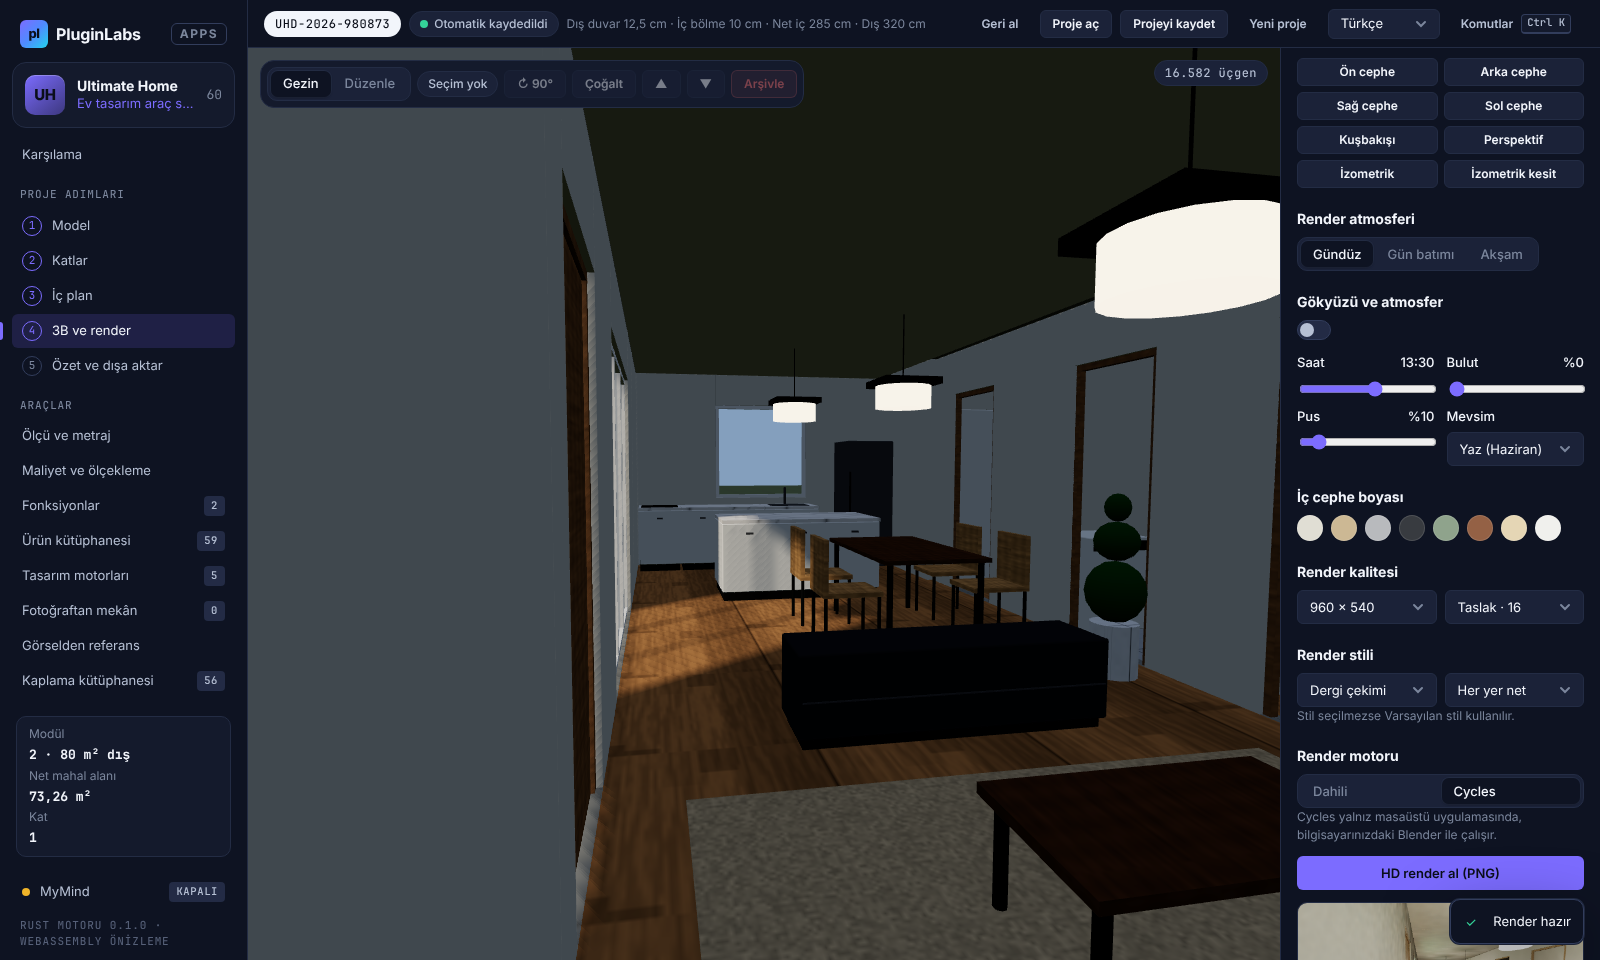 pl PluginLabs APPS
UH Ultimate Home
Ev tasarım araç s... 60
Karşılama
PROJE ADIMLARI
1 Model
2 Katlar
3 İç plan
4 3B ve render
5 Özet ve dışa aktar
ARAÇLAR
Ölçü ve metraj
Maliyet ve ölçekleme
Fonksiyonlar 2
Ürün kütüphanesi 59
Tasarım motorları 5
Fotoğraftan mekân 0
Görselden referans
Kaplama kütüphanesi 56
Modül
2 · 80 m² dış
Net mahal alanı
73,26 m²
Kat
1
MyMind KAPALI
RUST MOTORU 0.1.0 ·
WEBASSEMBLY ÖNİZLEME
UHD-2026-980873 Otomatik kaydedildi Dış duvar 12,5 cm · İç bölme 10 cm · Net iç 285 cm · Dış 320 cm Geri al Proje aç Projeyi kaydet Yeni proje Türkçe Komutlar Ctrl K
Gezin Düzenle Seçim yok ↻ 90° Çoğalt ▲ ▼ Arşivle
16.582 üçgen
Ön cephe Arka cephe
Sağ cephe Sol cephe
Kuşbakışı Perspektif
İzometrik İzometrik kesit
Render atmosferi
Gündüz Gün batımı Akşam
Gökyüzü ve atmosfer
Saat 13:30 Bulut %0
Pus %10 Mevsim
Yaz (Haziran)
İç cephe boyası
Render kalitesi
960 × 540 Taslak · 16
Render stili
Dergi çekimi Her yer net
Stil seçilmezse Varsayılan stil kullanılır.
Render motoru
Dahili Cycles
Cycles yalnız masaüstü uygulamasında,
bilgisayarınızdaki Blender ile çalışır.
HD render al (PNG)
✓ Render hazır